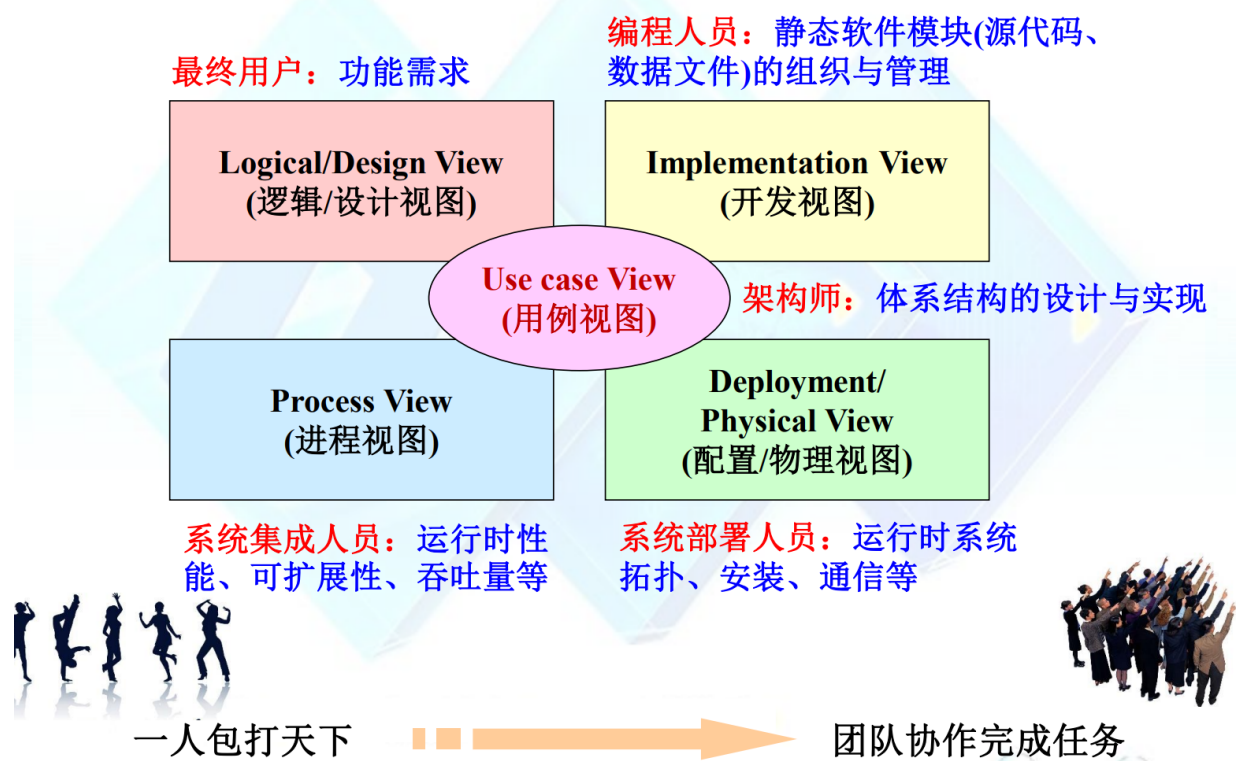 最终用户：功能需求
编程人员：静态软件模块(源代码、
数据文件)的组织与管理
Logical/Design View
(逻辑/设计视图)
Implementation View
(开发视图)
Use case View
(用例视图)
架构师：体系结构的设计与实现
Process View
(进程视图)
Deployment/
Physical View
(配置/物理视图)
系统集成人员：运行时性
能、可扩展性、吞吐量等
系统部署人员：运行时系统
拓扑、安装、通信等
一人包打天下
团队协作完成任务